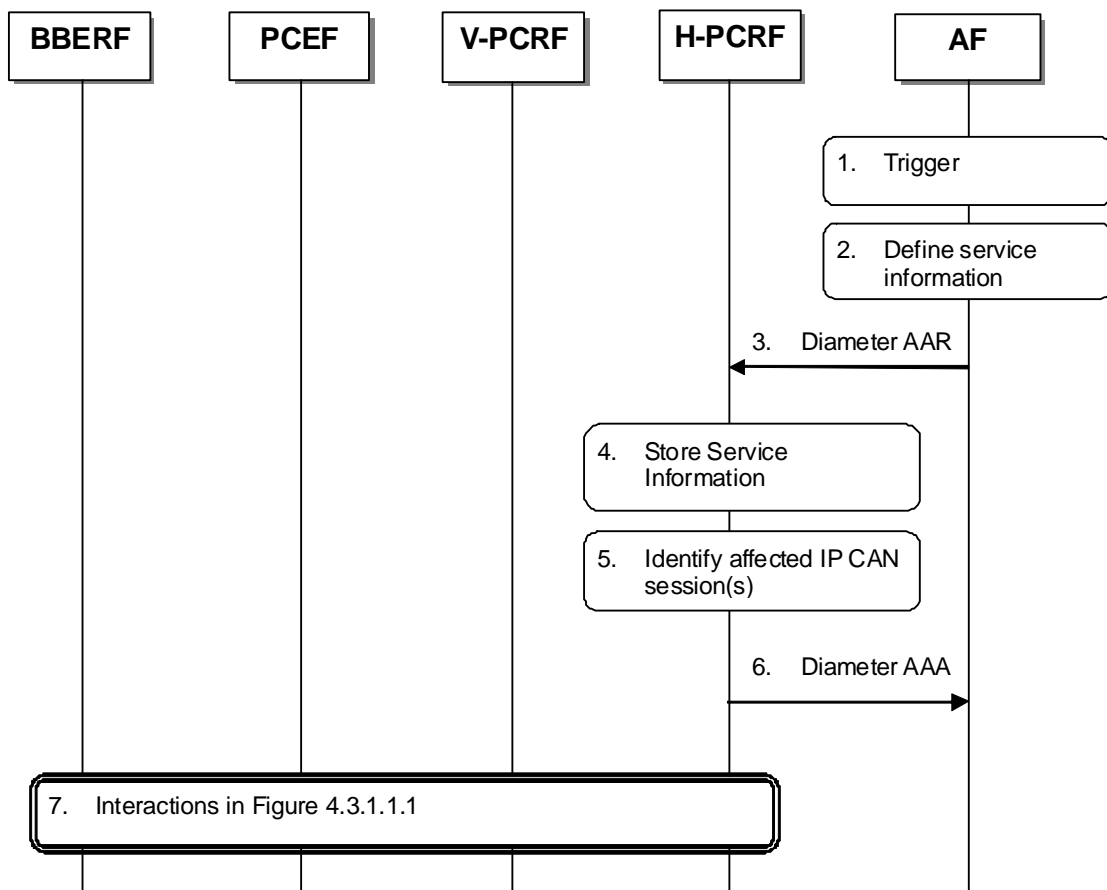 BBERF
PCEF
V-PCRF
H-PCRF
AF
1. Trigger
2. Define service
information
3. Diameter AAR
4. Store Service
Information
5. Identify affected IP CAN
session(s)
6. Diameter AAA
7. Interactions in Figure 4.3.1.1.1